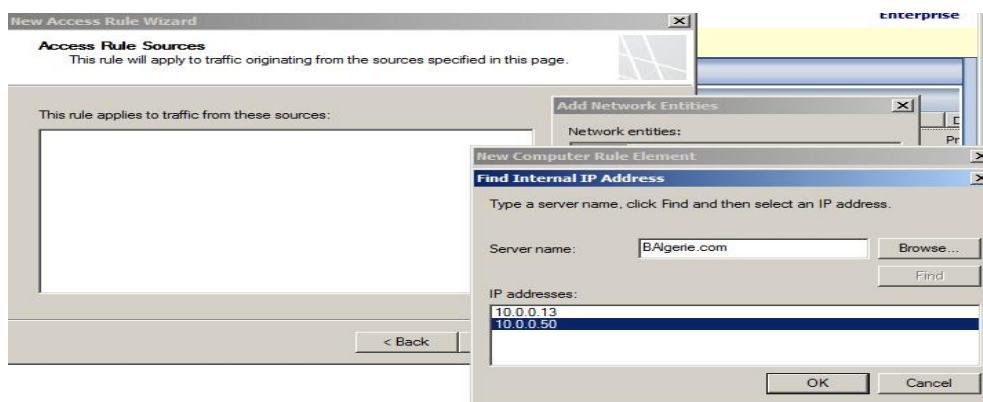 New Access Rule Wizard
Enterprise
Access Rule Sources
This rule will apply to traffic originating from the sources specified in this page.
This rule applies to traffic from these sources:
Add Network Entities
Network entities:
Pr
New Computer Rule Element
Find Internal IP Address
Type a server name, click Find and then select an IP address.
Server name:
BAlgerie.com
Browse...
Find
IP addresses:
10.0.0.13
10.0.0.50
< Back
OK
Cancel